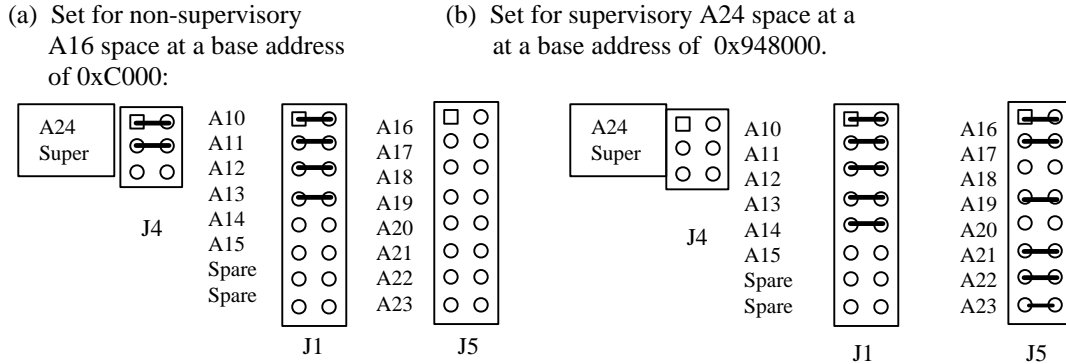 (a) Set for non-supervisory
A16 space at a base address
of 0xC000:
A24
Super
J4
A10
A11
A12
A13
A14
A15
Spare
Spare
J1
A16
A17
A18
A19
A20
A21
A22
A23
J5
(b) Set for supervisory A24 space at a
at a base address of 0x948000.
A24
Super
J4
A10
A11
A12
A13
A14
A15
Spare
Spare
J1
A16
A17
A18
A19
A20
A21
A22
A23
J5